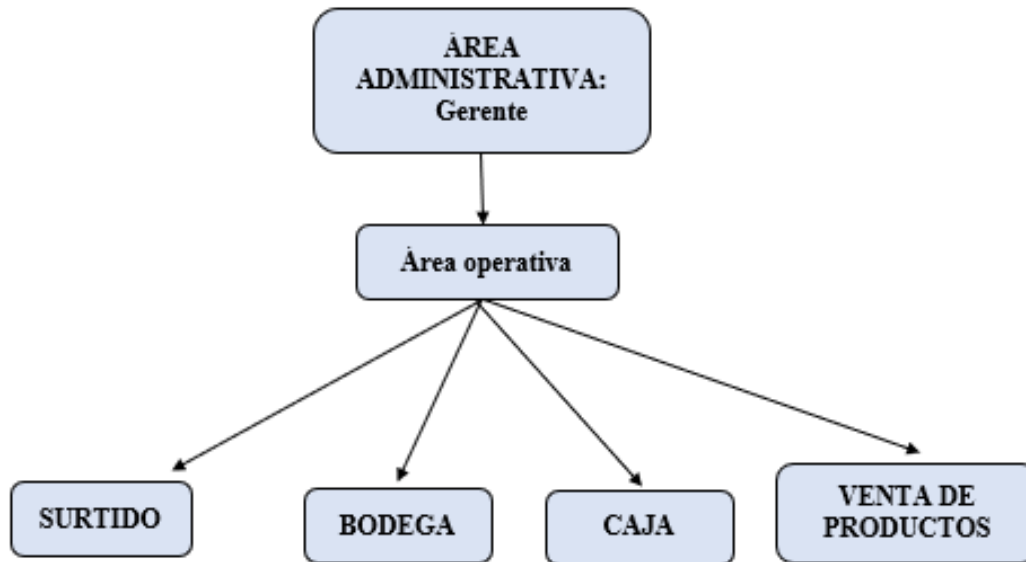 ÀREA
ADMINISTRATIVA:
Gerente
Àrea operativa
SURTIDO
BODEGA
CAJA
VENTA DE
PRODUCTOS